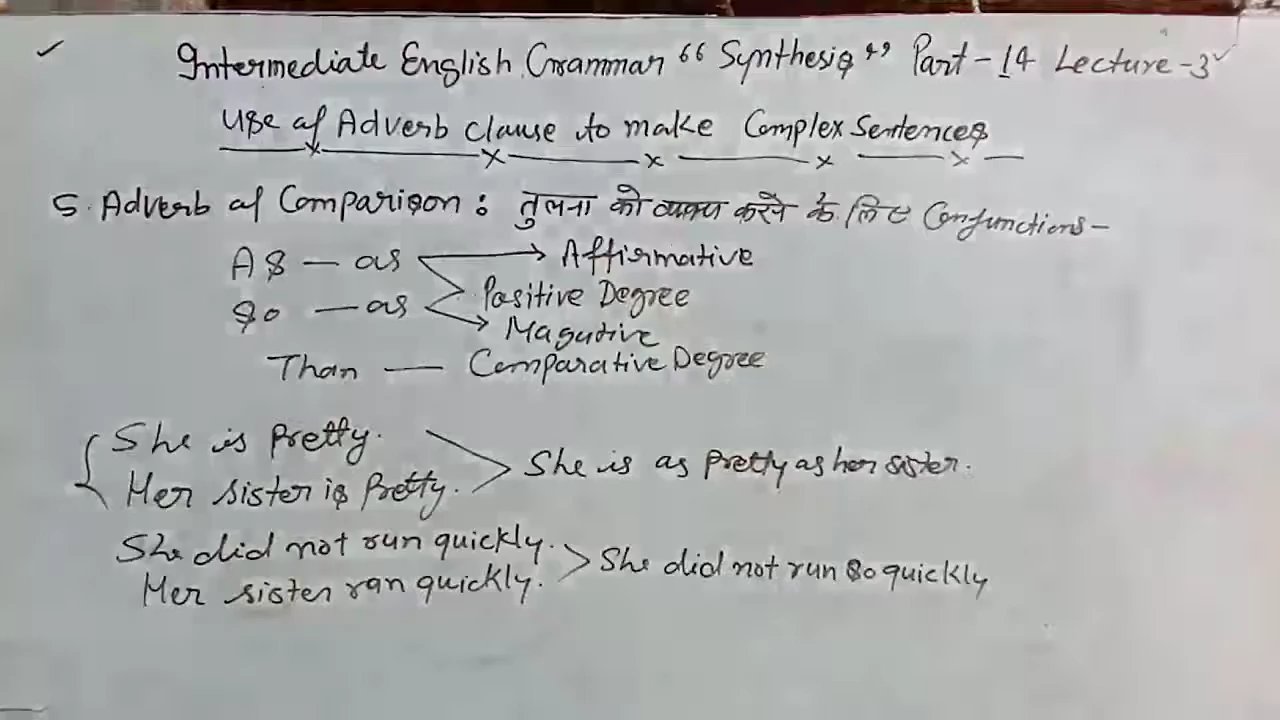 Intermediate English Grammar “Synthesis” Part-14 Lecture-3
Use of Adverb clause to make Complex Sentences
5. Adverb of Comparison : तुलना को व्यक्त करने के लिए Conjunctions-
As — as → Affirmative
Positive Degree
So — as → Nagutive
Than — Comparative Degree
She is Pretty.
Her sister is Pretty. > She is as Pretty as her sister.
She did not run quickly.
Her sister ran quickly. > She did not run so quickly